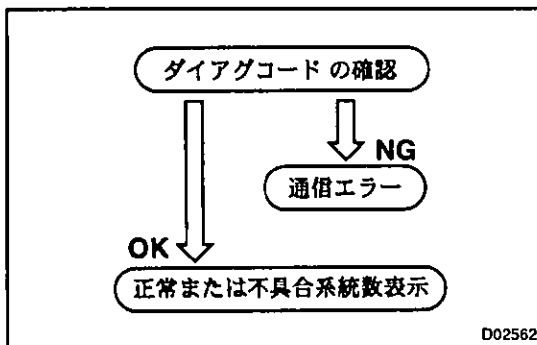 ダイアグコード の確認
NG
通信エラー
OK
正常または不具合系統数表示
D02562